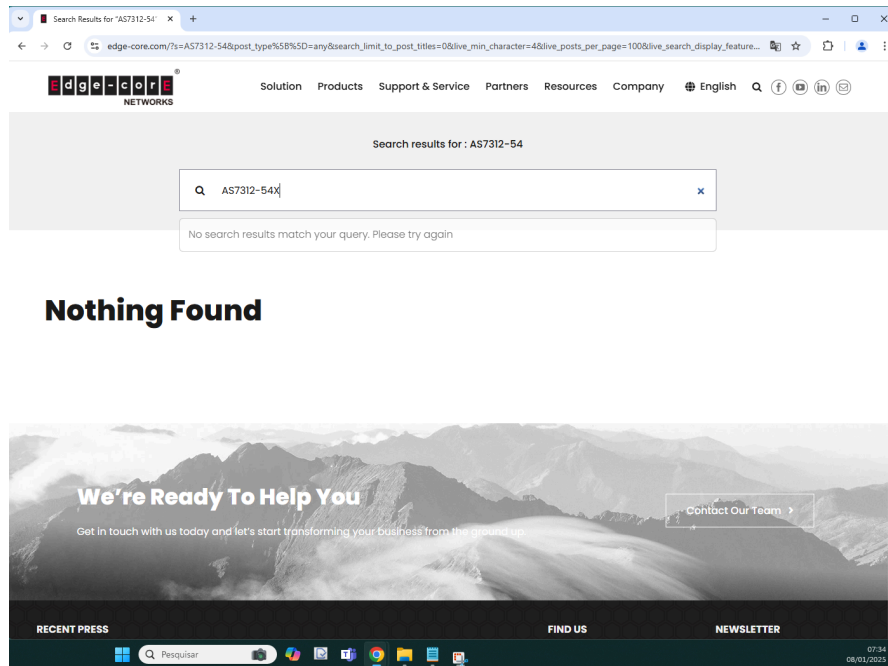 Search Results for "AS7312-54"
edge-core.com/?s=AS7312-54&post_type%5B%5D=any&search_limit_to_post_titles=0&live_min_character=4&live_posts_per_page=100&live_search_display_feature...
Edge-corE®
NETWORKS
Solution Products Support & Service Partners Resources Company English
Search results for : AS7312-54
AS7312-54X
No search results match your query. Please try again
Nothing Found
We're Ready To Help You
Get in touch with us today and let's start transforming your business from the ground up.
Contact Our Team
RECENT PRESS FIND US NEWSLETTER
Pesquisar
07:34
08/01/2025